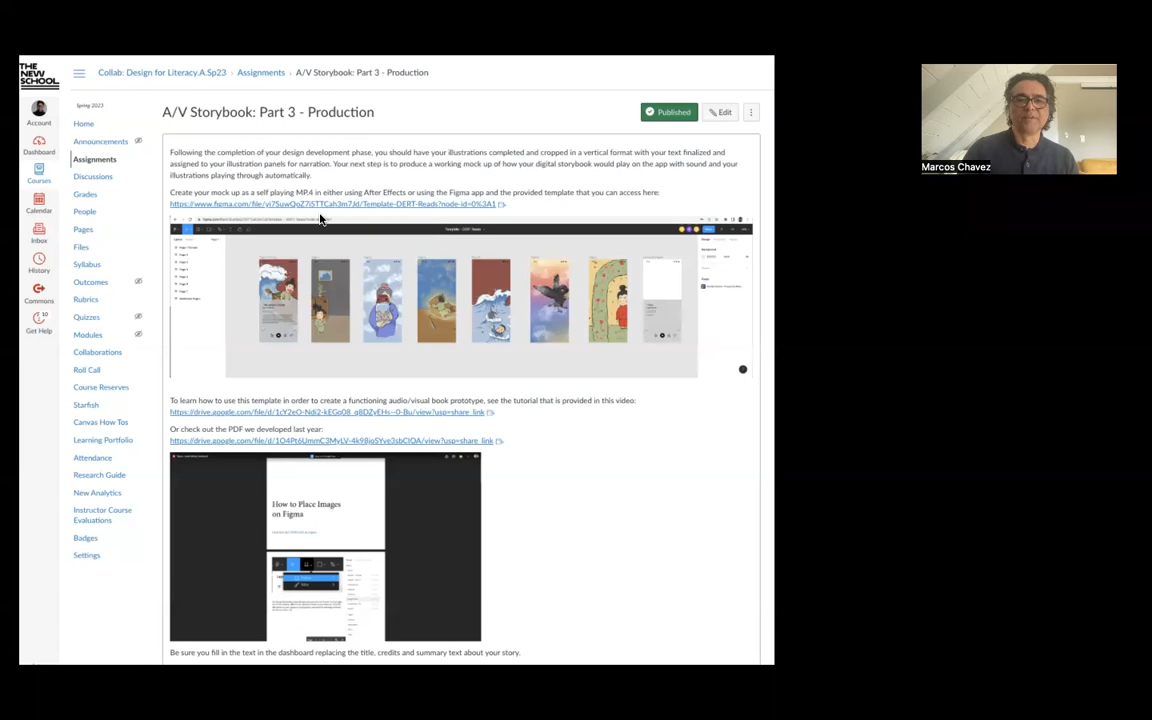 THE
NEW
SCHOOL
Collab: Design for Literacy.A.Sp23 › Assignments › A/V Storybook: Part 3 - Production
Account
Dashboard
Courses
Calendar
Inbox
History
Commons
10
Get Help
Spring 2023
Home
Announcements
Assignments
Discussions
Grades
People
Pages
Files
Syllabus
Outcomes
Rubrics
Quizzes
Modules
Collaborations
Roll Call
Course Reserves
Starfish
Canvas How Tos
Learning Portfolio
Attendance
Research Guide
New Analytics
Instructor Course
Evaluations
Badges
Settings
A/V Storybook: Part 3 - Production
Published
Edit
Following the completion of your design development phase, you should have your illustrations completed and cropped in a vertical format with your text finalized and
assigned to your illustration panels for narration. Your next step is to produce a working mock up of how your digital storybook would play on the app with sound and your
illustrations playing through automatically.
Create your mock up as a self playing MP.4 in either using After Effects or using the Figma app and the provided template that you can access here:
To learn how to use this template in order to create a functioning audio/visual book prototype, see the tutorial that is provided in this video:
Or check out the PDF we developed last year:
How to Place Images
on Figma
Be sure you fill in the text in the dashboard replacing the title, credits and summary text about your story.
Marcos Chavez